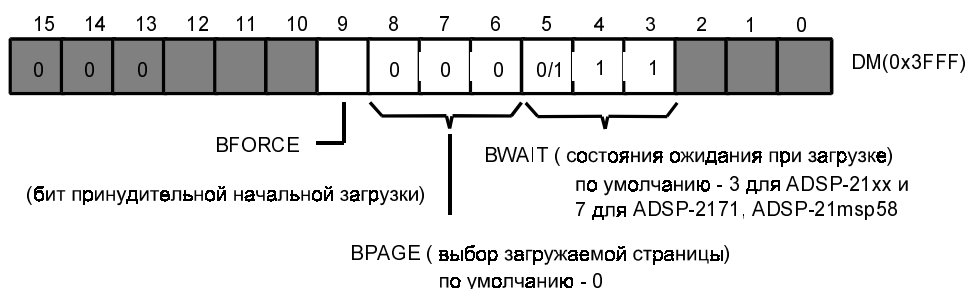 15 14 13 12 11 10 9 8 7 6 5 4 3 2 1 0
0 0 0 0 0 0 0/1 1 1
DM(0x3FFF)
BFORCE
(бит принудительной начальной загрузки)
BWAIT ( состояния ожидания при загрузке)
по умолчанию - 3 для ADSP-21xx и
7 для ADSP-2171, ADSP-21msp58
BPAGE ( выбор загружаемой страницы)
по умолчанию - 0